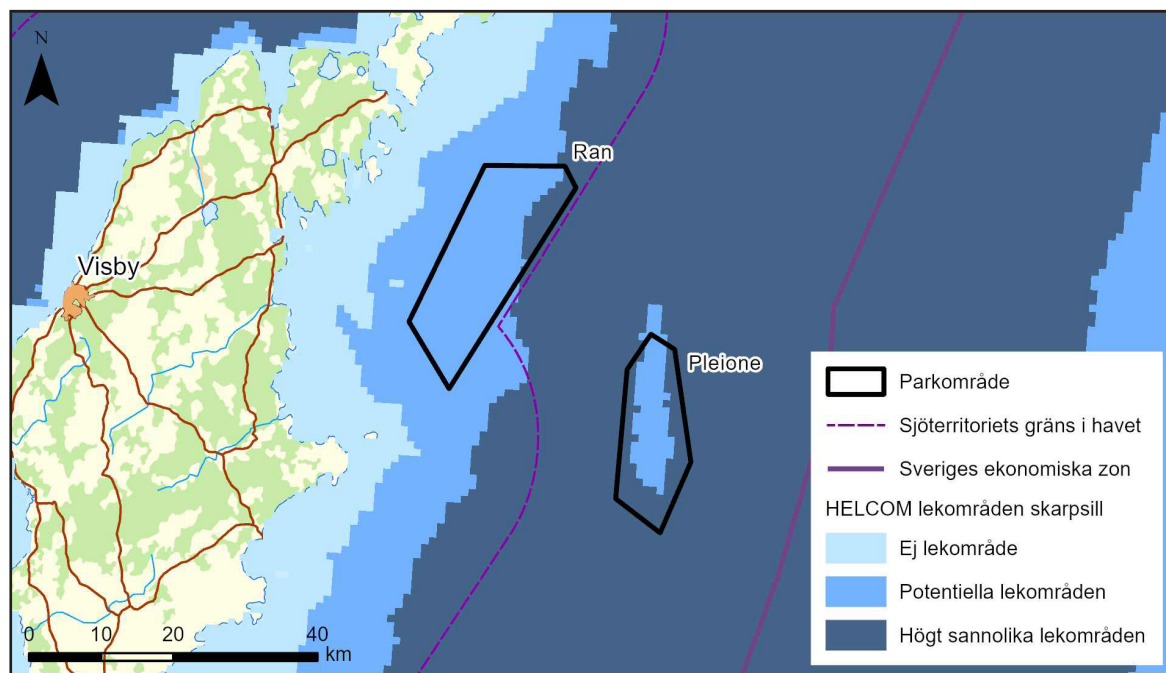 N
Ran
Visby
Pleione
Parkområde
Sjöterritoriets gräns i havet
Sveriges ekonomiska zon
HELCOM lekområden skarpsill
Ej lekområde
Potentiella lekområden
Högt sannolika lekområden
0 10 20 40
km